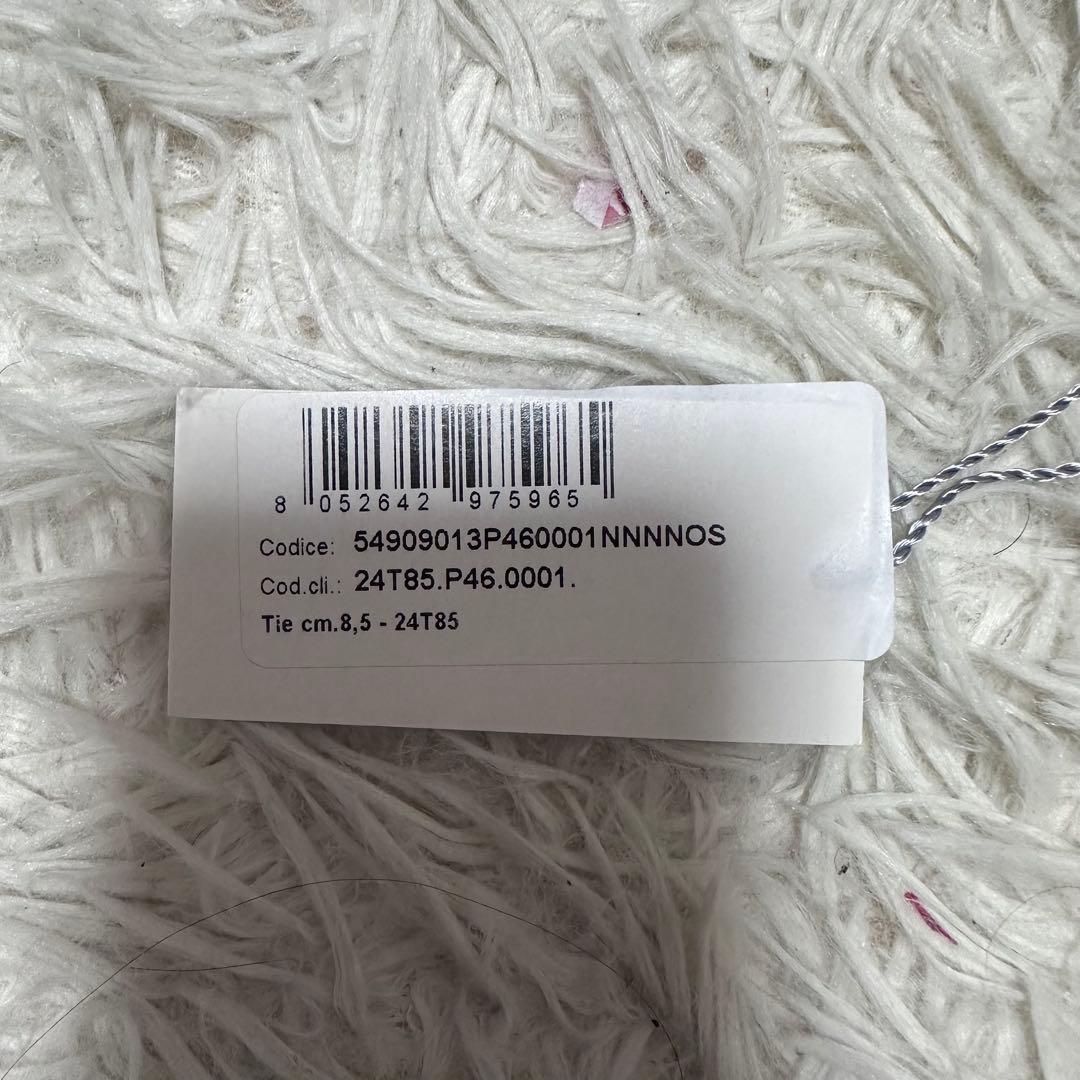 8 052642 975965
Codice: 54909013P460001NNNNOS
Cod.cli.: 24T85.P46.0001.
Tie cm.8,5 - 24T85